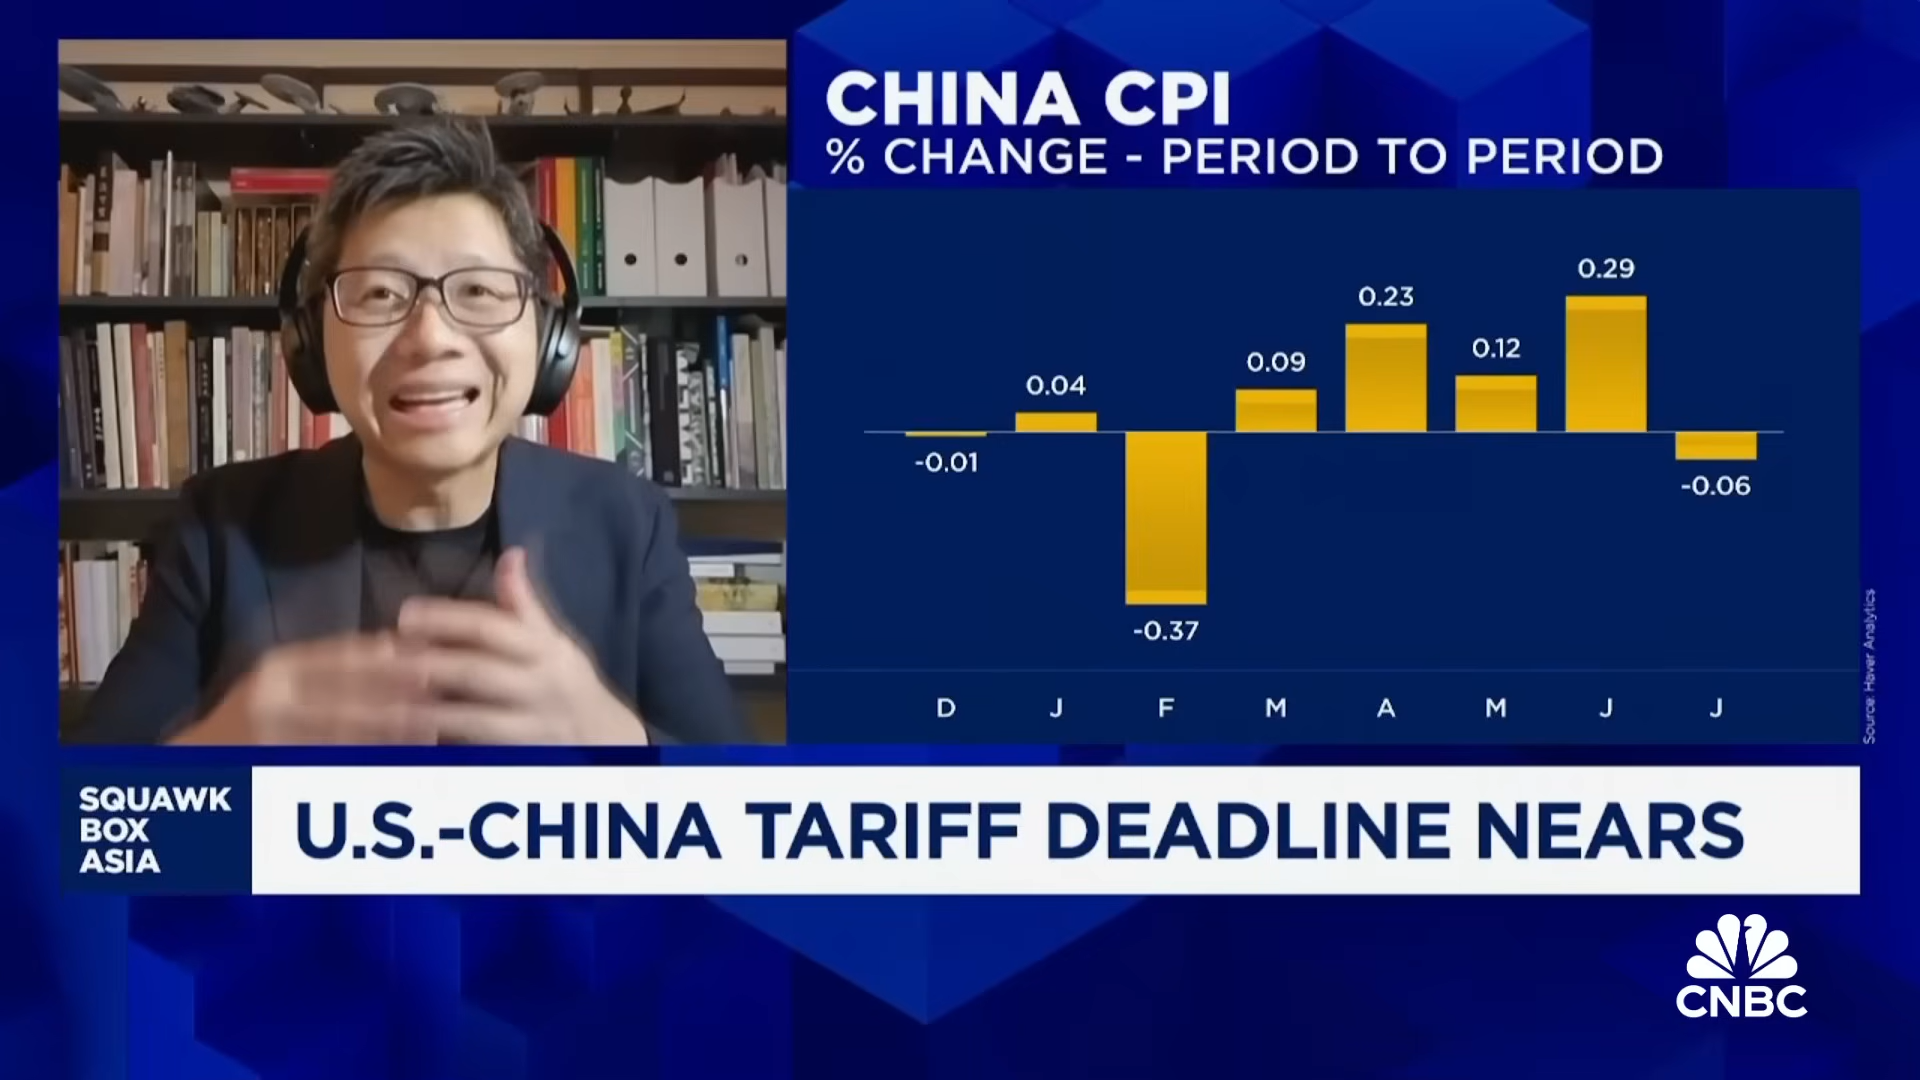 CHINA CPI
% CHANGE - PERIOD TO PERIOD
0.29
0.23
0.12
0.09
0.04
-0.01
-0.06
-0.37
D J F M A M J J
Source: Haver Analytics
SQUAWK
BOX
ASIA
U.S.-CHINA TARIFF DEADLINE NEARS
CNBC